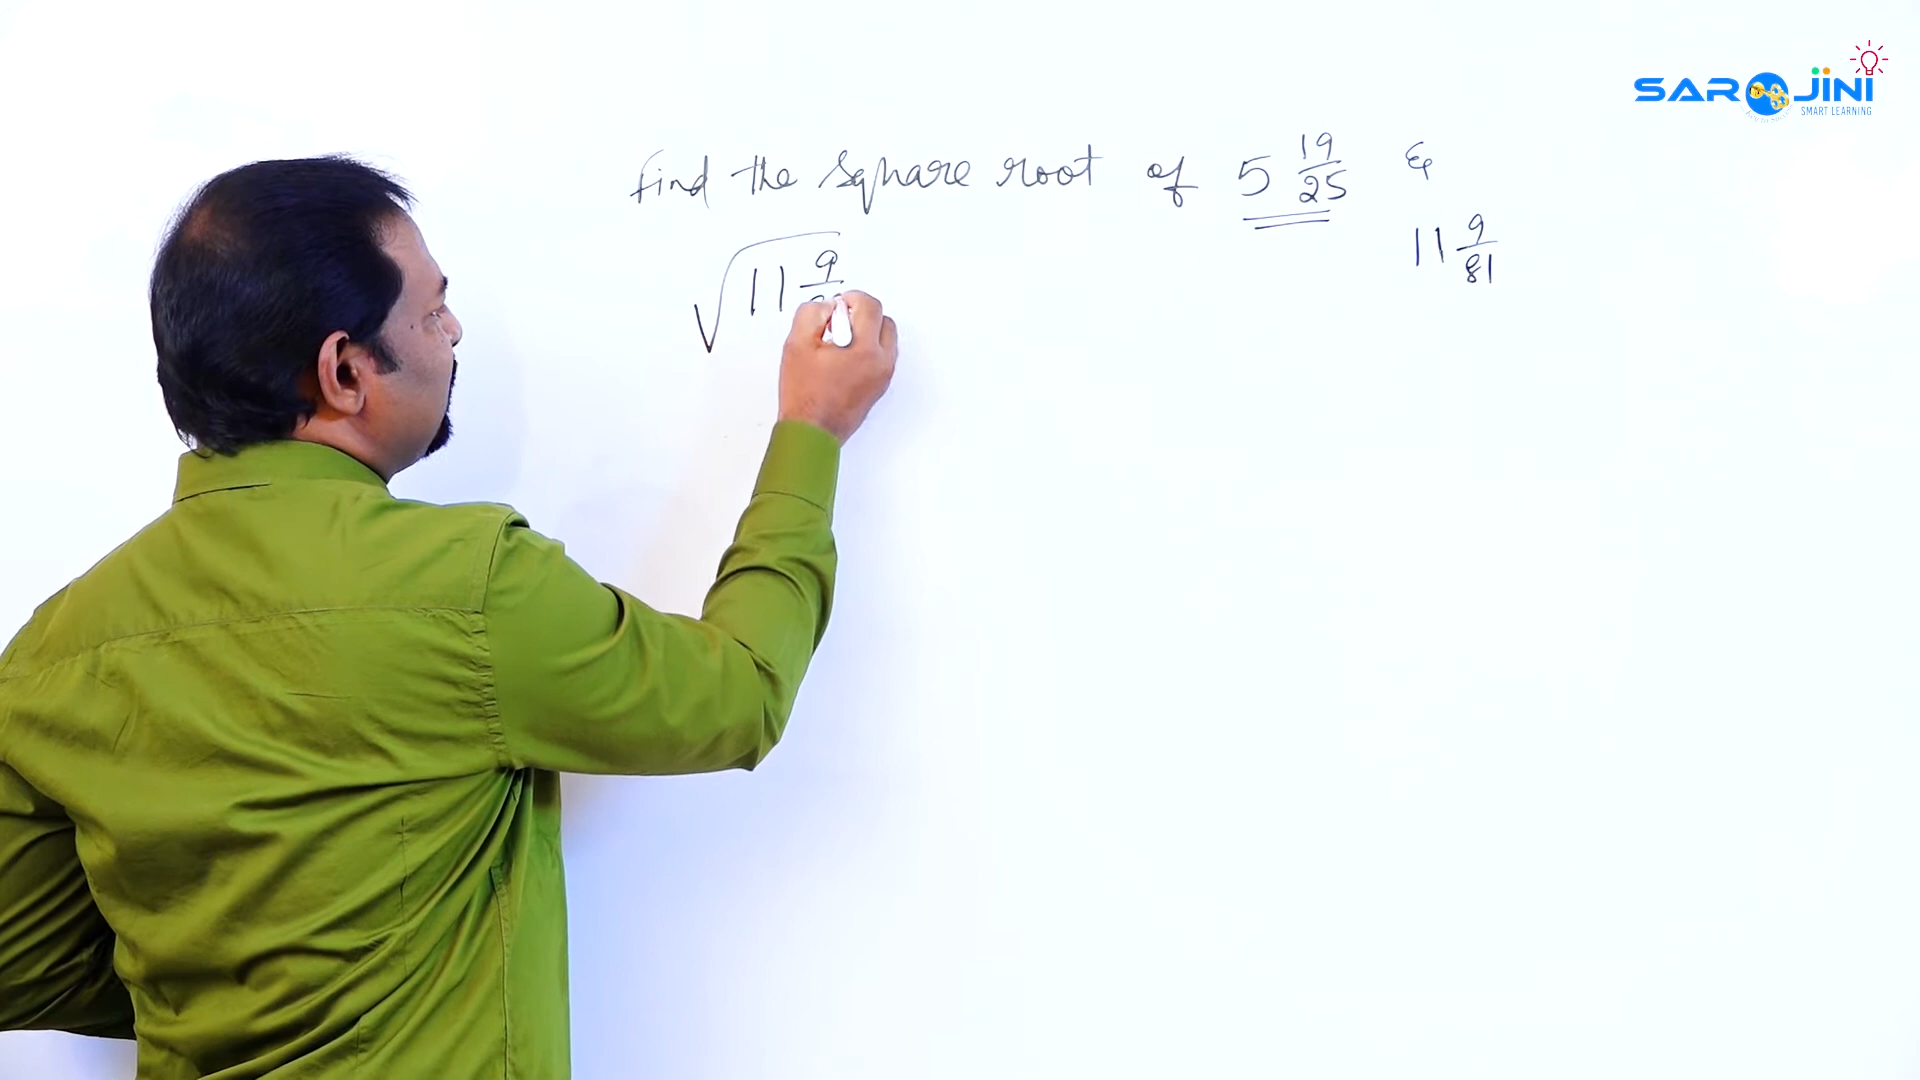 SAROJINI
SMART LEARNING
find the square root of 5 19/25 &
11 9/81
√11 9/